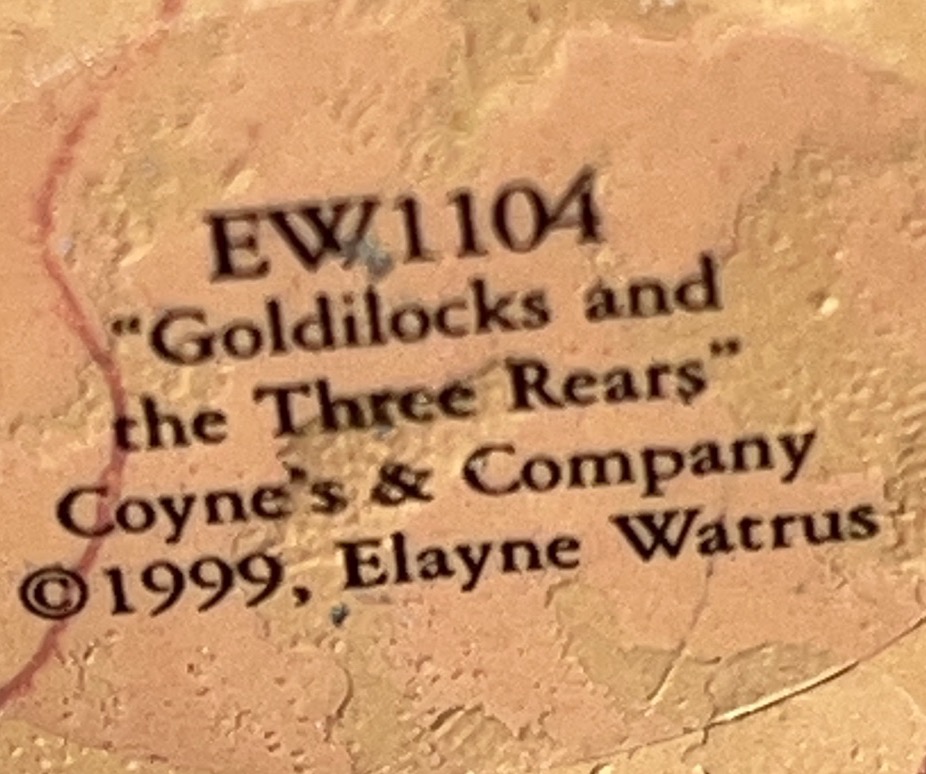 EW1104
“Goldilocks and
the Three Rears”
Coyne's & Company
©1999, Elayne Watrus